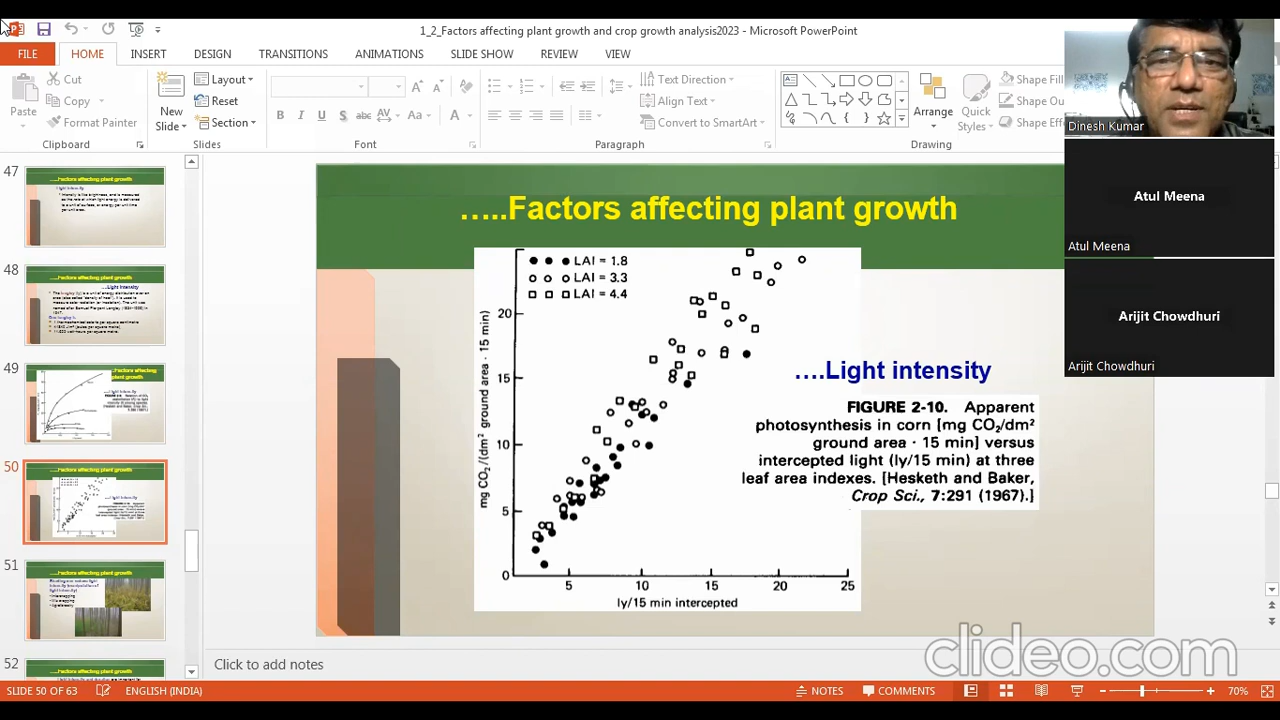 1_2_Factors affecting plant growth and crop growth analysis2023 - Microsoft PowerPoint
FILE
HOME
INSERT
DESIGN
TRANSITIONS
ANIMATIONS
SLIDE SHOW
REVIEW
VIEW
Paste
Cut
Copy
Format Painter
Clipboard
New
Slide
Layout
Reset
Section
Slides
Font
Text Direction
Align Text
Convert to SmartArt
Paragraph
Arrange
Quick
Styles
Shape Fill
Shape Ou
Shape Effe
Drawing
Dinesh Kumar
Atul Meena
Atul Meena
Arijit Chowdhuri
Arijit Chowdhuri
47
48
49
50
51
52
…..Factors affecting plant growth
LAI = 1.8
LAI = 3.3
LAI = 4.4
mg CO₂/(dm² ground area · 15 min)
20
15
10
5
0
5
10
15
20
25
ly/15 min intercepted
….Light intensity
FIGURE 2-10. Apparent
photosynthesis in corn [mg CO₂/dm²
ground area · 15 min] versus
intercepted light (ly/15 min) at three
leaf area indexes. [Hesketh and Baker,
Crop Sci., 7:291 (1967).]
Click to add notes
clideo.com
SLIDE 50 OF 63
ENGLISH (INDIA)
NOTES
COMMENTS
70%